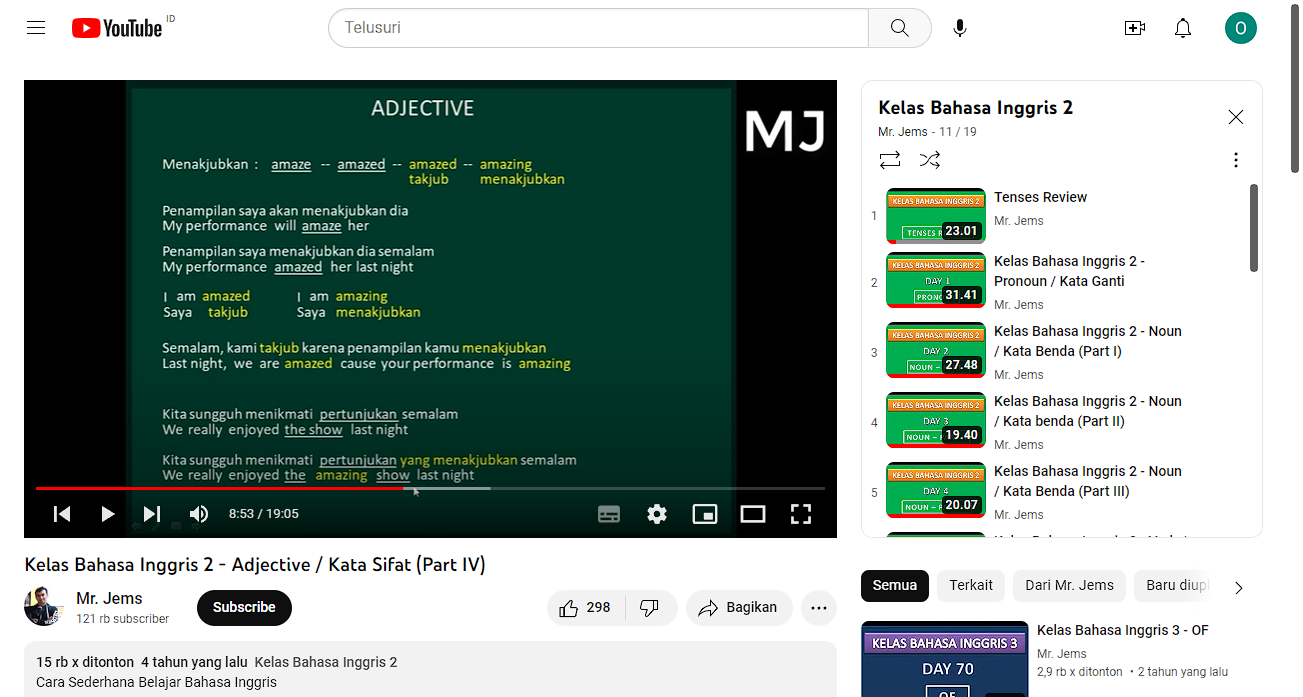 YouTube ID
Telusuri
O
ADJECTIVE
MJ
Menakjubkan : amaze -- amazed -- amazed -- amazing
takjub menakjubkan
Penampilan saya akan menakjubkan dia
My performance will amaze her
Penampilan saya menakjubkan dia semalam
My performance amazed her last night
I am amazed I am amazing
Saya takjub Saya menakjubkan
Semalam, kami takjub karena penampilan kamu menakjubkan
Last night, we are amazed cause your performance is amazing
Kita sungguh menikmati pertunjukan semalam
We really enjoyed the show last night
Kita sungguh menikmati pertunjukan yang menakjubkan semalam
We really enjoyed the amazing show last night
8:53 / 19:05
Kelas Bahasa Inggris 2 - Adjective / Kata Sifat (Part IV)
Mr. Jems
121 rb subscriber
Subscribe
298
Bagikan
15 rb x ditonton 4 tahun yang lalu Kelas Bahasa Inggris 2
Cara Sederhana Belajar Bahasa Inggris
Kelas Bahasa Inggris 2
Mr. Jems - 11 / 19
1
KELAS BAHASA INGGRIS 2
TENSES R
23.01
Tenses Review
Mr. Jems
2
KELAS BAHASA INGGRIS 2
DAY 1
PRONO
31.41
Kelas Bahasa Inggris 2 -
Pronoun / Kata Ganti
Mr. Jems
3
KELAS BAHASA INGGRIS 2
DAY 2
NOUN –
27.48
Kelas Bahasa Inggris 2 - Noun
/ Kata Benda (Part I)
Mr. Jems
4
KELAS BAHASA INGGRIS 2
DAY 3
NOUN – P
19.40
Kelas Bahasa Inggris 2 - Noun
/ Kata benda (Part II)
Mr. Jems
5
KELAS BAHASA INGGRIS 2
DAY 4
NOUN – P
20.07
Kelas Bahasa Inggris 2 - Noun
/ Kata Benda (Part III)
Mr. Jems
Semua
Terkait
Dari Mr. Jems
Baru diupl
KELAS BAHASA INGGRIS 3
DAY 70
OF
Kelas Bahasa Inggris 3 - OF
Mr. Jems
2,9 rb x ditonton • 2 tahun yang lalu